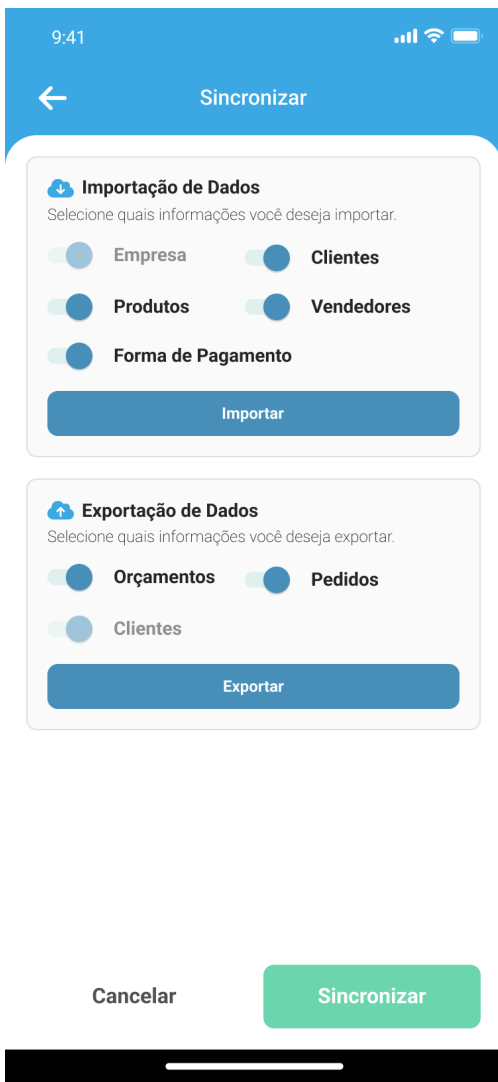 9:41
Sincronizar
Importação de Dados
Selecione quais informações você deseja importar.
Empresa
Clientes
Produtos
Vendedores
Forma de Pagamento
Importar
Exportação de Dados
Selecione quais informações você deseja exportar.
Orçamentos
Pedidos
Clientes
Exportar
Cancelar
Sincronizar